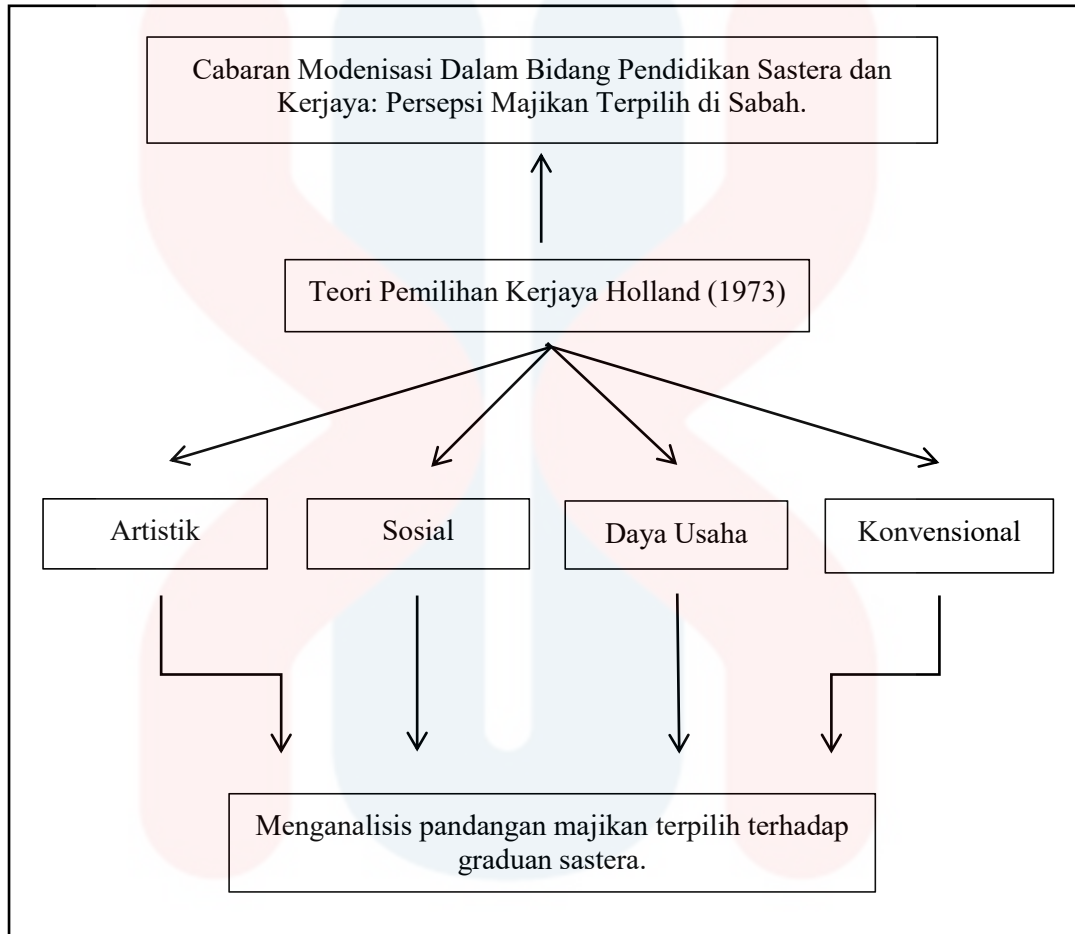 Cabaran Modenisasi Dalam Bidang Pendidikan Sastera dan
Kerjaya: Persepsi Majikan Terpilih di Sabah.
Teori Pemilihan Kerjaya Holland (1973)
Artistik
Sosial
Daya Usaha
Konvensional
Menganalisis pandangan majikan terpilih terhadap
graduan sastera.